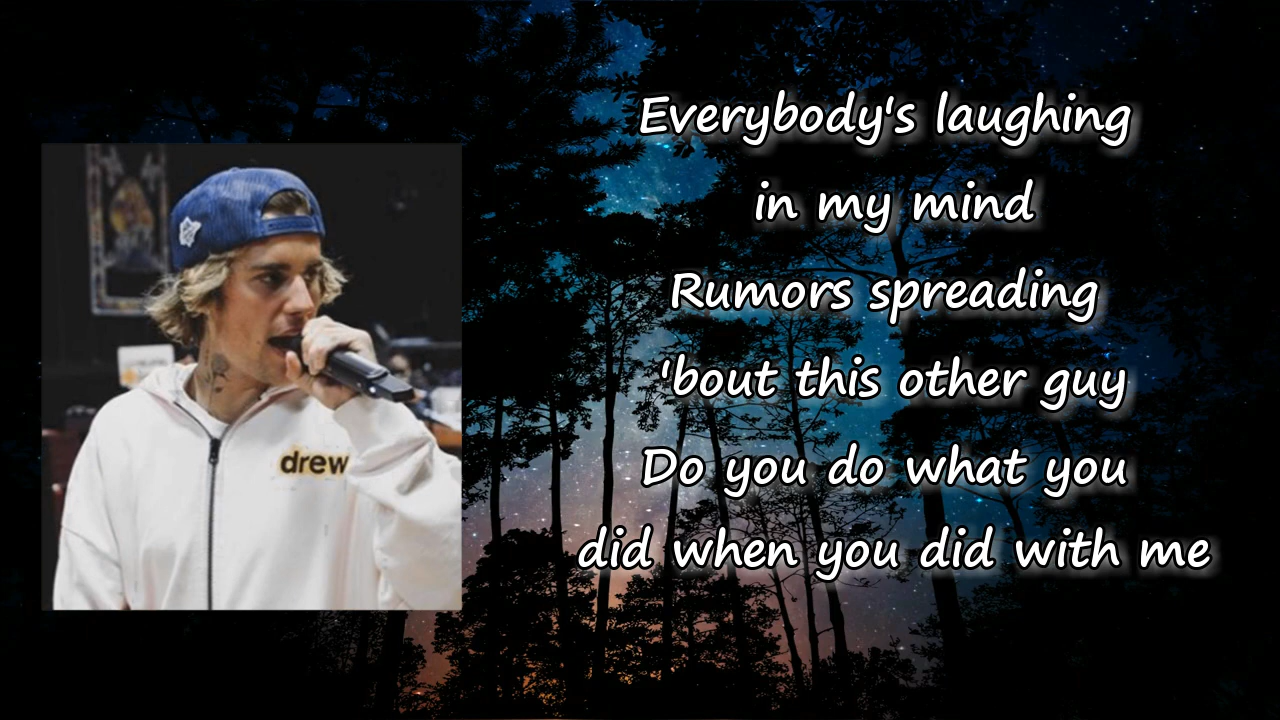 drew
Everybody's laughing
in my mind
Rumors spreading
'bout this other guy
Do you do what you
did when you did with me